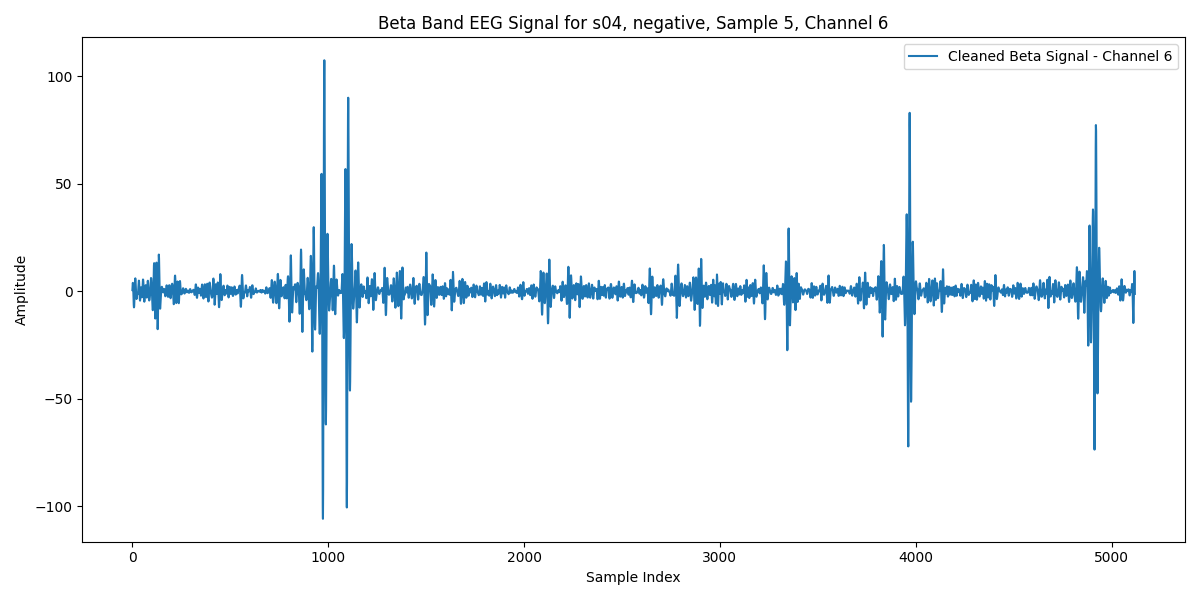 Beta Band EEG Signal for s04, negative, Sample 5, Channel 6
Cleaned Beta Signal - Channel 6
Amplitude
100
50
0
−50
−100
0 1000 2000 3000 4000 5000
Sample Index